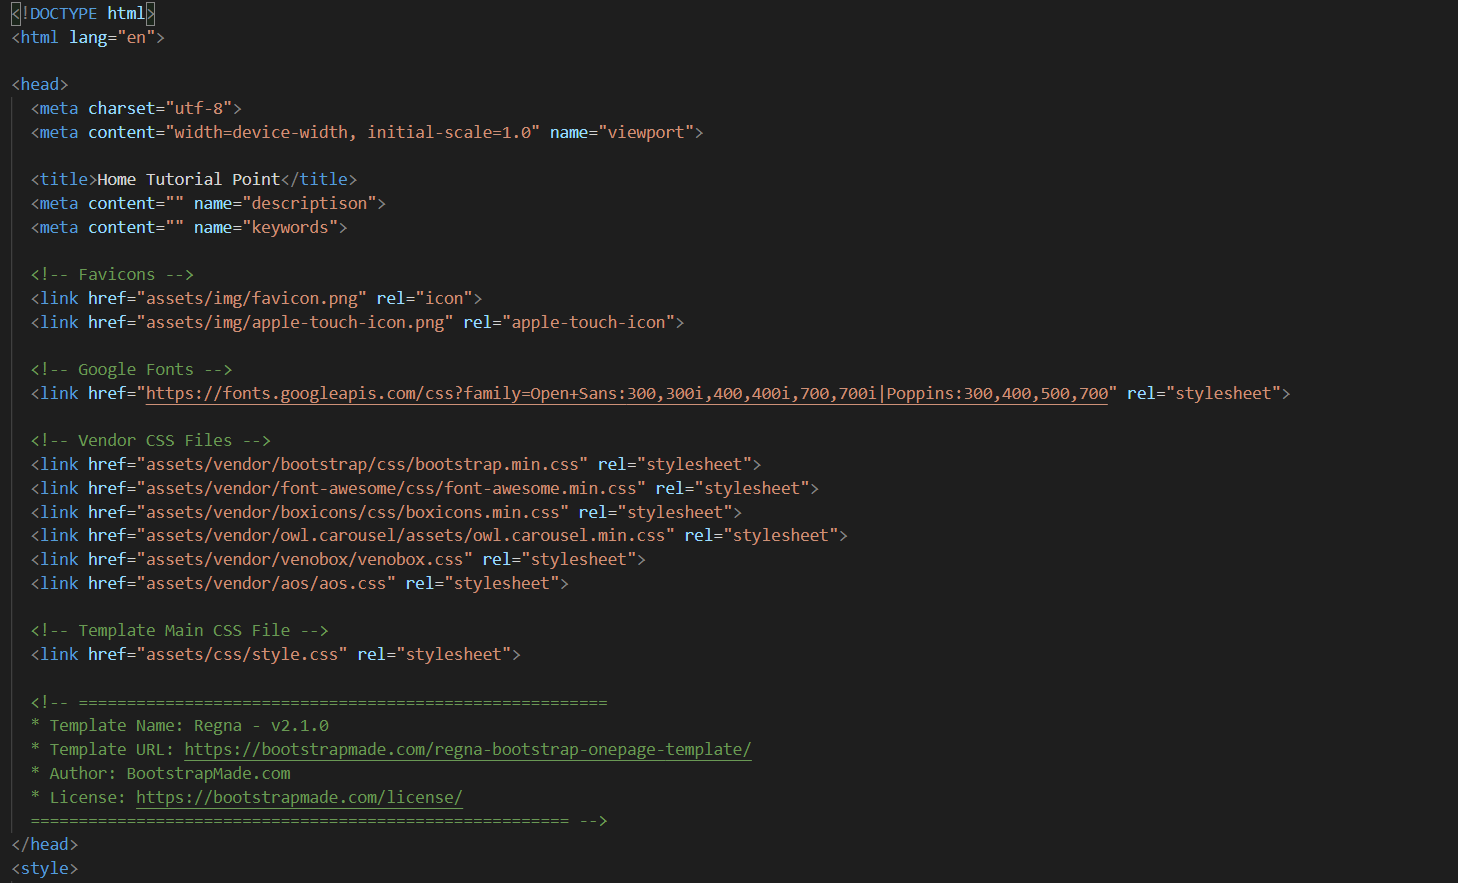 <!DOCTYPE html>
<html lang="en">
<head>
<meta charset="utf-8">
<meta content="width=device-width, initial-scale=1.0" name="viewport">
<title>Home Tutorial Point</title>
<meta content="" name="descriptison">
<meta content="" name="keywords">
<!-- Favicons -->
<link href="assets/img/favicon.png" rel="icon">
<link href="assets/img/apple-touch-icon.png" rel="apple-touch-icon">
<!-- Google Fonts -->
<link href="https://fonts.googleapis.com/css?family=Open+Sans:300,300i,400,400i,700,700i|Poppins:300,400,500,700" rel="stylesheet">
<!-- Vendor CSS Files -->
<link href="assets/vendor/bootstrap/css/bootstrap.min.css" rel="stylesheet">
<link href="assets/vendor/font-awesome/css/font-awesome.min.css" rel="stylesheet">
<link href="assets/vendor/boxicons/css/boxicons.min.css" rel="stylesheet">
<link href="assets/vendor/owl.carousel/assets/owl.carousel.min.css" rel="stylesheet">
<link href="assets/vendor/venobox/venobox.css" rel="stylesheet">
<link href="assets/vendor/aos/aos.css" rel="stylesheet">
<!-- Template Main CSS File -->
<link href="assets/css/style.css" rel="stylesheet">
<!-- =======================================================
* Template Name: Regna - v2.1.0
* Template URL: https://bootstrapmade.com/regna-bootstrap-onepage-template/
* Author: BootstrapMade.com
* License: https://bootstrapmade.com/license/
======================================================== -->
</head>
<style>